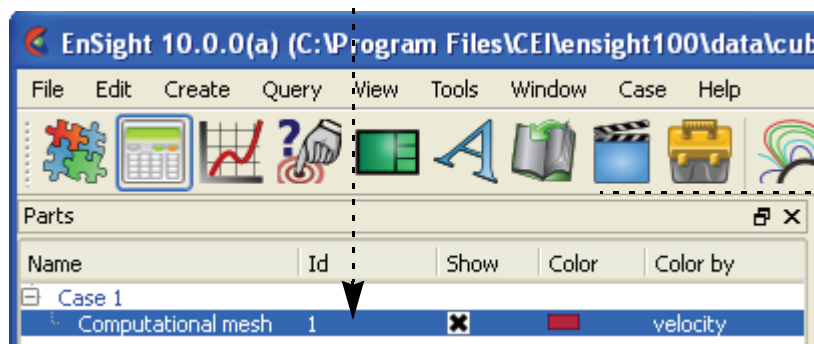 EnSight 10.0.0(a) (C:\Program Files\CEI\ensight100\data\cub
File Edit Create Query View Tools Window Case Help
Parts
Name Id Show Color Color by
Case 1
Computational mesh 1 velocity